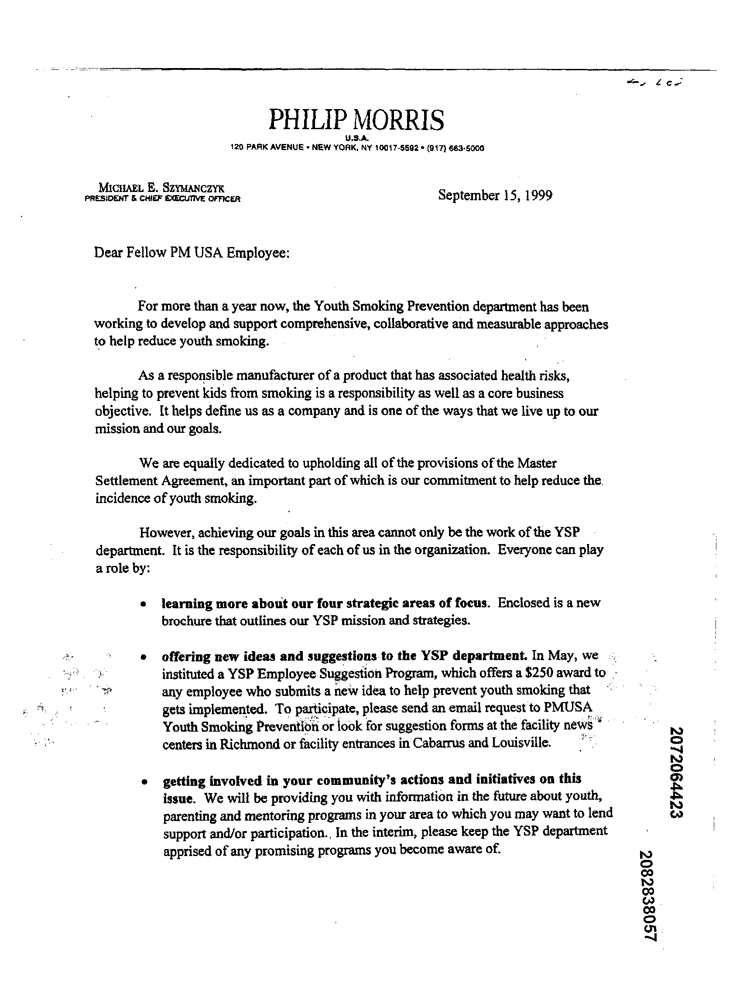 PHILIP MORRIS
U.S.A.
120 PARK AVENUE • NEW YORK, NY 10017-5592 • (917) 663-5000
MICHAEL E. SZYMANCZYK
PRESIDENT & CHIEF EXECUTIVE OFFICER
September 15, 1999
Dear Fellow PM USA Employee:
For more than a year now, the Youth Smoking Prevention department has been
working to develop and support comprehensive, collaborative and measurable approaches
to help reduce youth smoking.
As a responsible manufacturer of a product that has associated health risks,
helping to prevent kids from smoking is a responsibility as well as a core business
objective. It helps define us as a company and is one of the ways that we live up to our
mission and our goals.
We are equally dedicated to upholding all of the provisions of the Master
Settlement Agreement, an important part of which is our commitment to help reduce the
incidence of youth smoking.
However, achieving our goals in this area cannot only be the work of the YSP
department. It is the responsibility of each of us in the organization. Everyone can play
a role by:
• learning more about our four strategic areas of focus. Enclosed is a new
brochure that outlines our YSP mission and strategies.
• offering new ideas and suggestions to the YSP department. In May, we
instituted a YSP Employee Suggestion Program, which offers a $250 award to
any employee who submits a new idea to help prevent youth smoking that
gets implemented. To participate, please send an email request to PMUSA
Youth Smoking Prevention or look for suggestion forms at the facility news
centers in Richmond or facility entrances in Cabarrus and Louisville.
• getting involved in your community's actions and initiatives on this
issue. We will be providing you with information in the future about youth,
parenting and mentoring programs in your area to which you may want to lend
support and/or participation. In the interim, please keep the YSP department
apprised of any promising programs you become aware of.
2072064423
2082838057